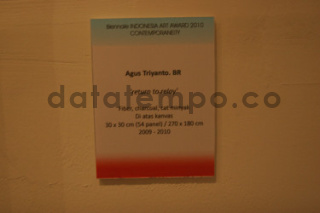 Biennale INDONESIA ART AWARD 2010
CONTEMPORANEITY
Agus Triyanto. BR
datatempo.co
Di atas kanvas
30 x 30 cm (54 panel) / 270 x 180 cm
2009 - 2010